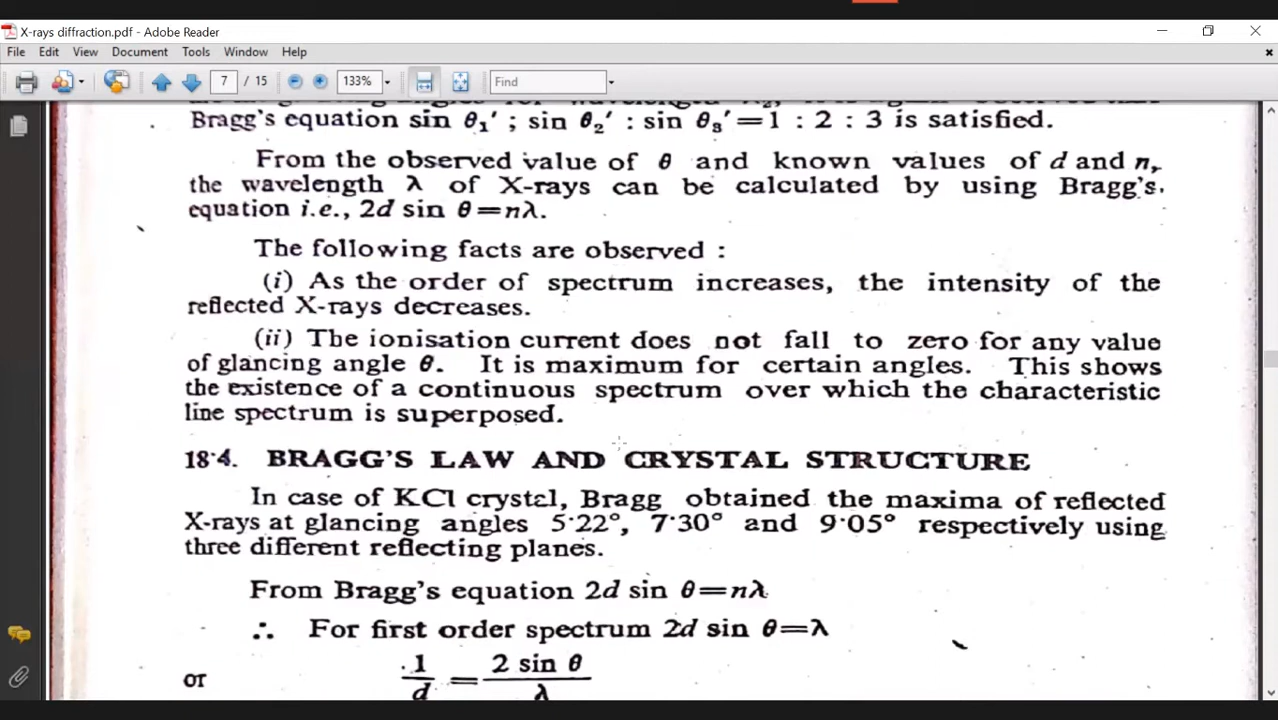 X-rays diffraction.pdf - Adobe Reader
File Edit View Document Tools Window Help
7 / 15 133% Find
Bragg's equation sin θ₁' ; sin θ₂' : sin θ₃'=1 : 2 : 3 is satisfied.
From the observed value of θ and known values of d and n,
the wavelength λ of X-rays can be calculated by using Bragg's
equation i.e., 2d sin θ=nλ.
The following facts are observed :
(i) As the order of spectrum increases, the intensity of the
reflected X-rays decreases.
(ii) The ionisation current does not fall to zero for any value
of glancing angle θ. It is maximum for certain angles. This shows
the existence of a continuous spectrum over which the characteristic
line spectrum is superposed.
18·4. BRAGG'S LAW AND CRYSTAL STRUCTURE
In case of KCl crystal, Bragg obtained the maxima of reflected
X-rays at glancing angles 5·22°, 7·30° and 9·05° respectively using
three different reflecting planes.
From Bragg's equation 2d sin θ=nλ
∴ For first order spectrum 2d sin θ=λ
or 1/d = 2 sin θ/λ